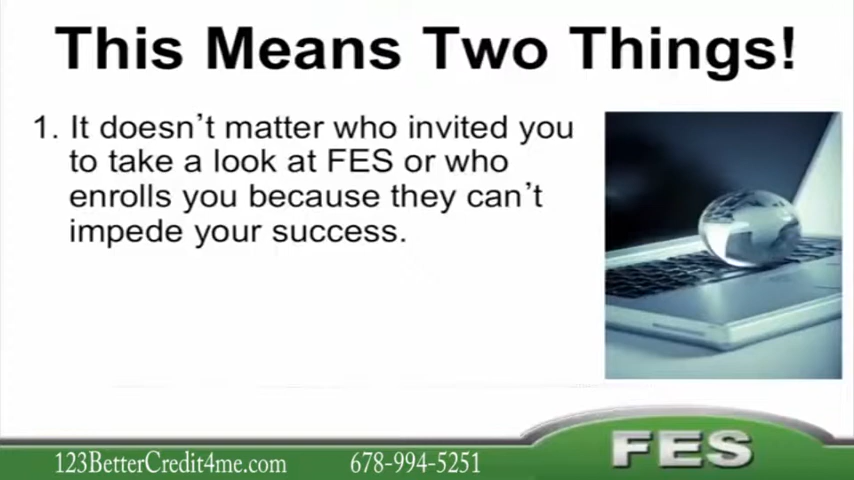 This Means Two Things!
1. It doesn't matter who invited you
to take a look at FES or who
enrolls you because they can't
impede your success.
FES
123BetterCredit4me.com
678-994-5251